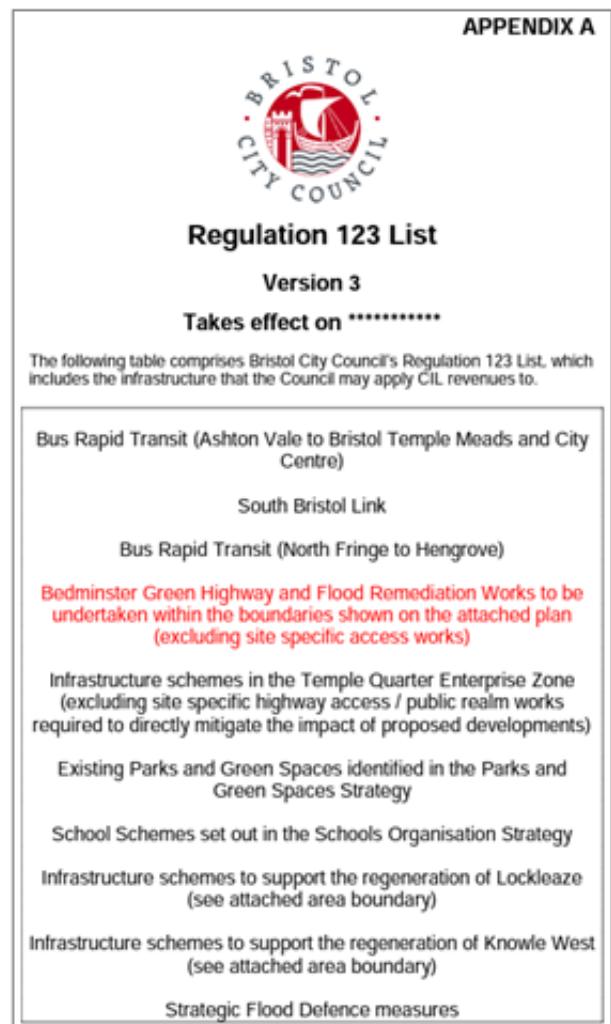 APPENDIX A
BRISTOL
CITY COUNCIL
Regulation 123 List
Version 3
Takes effect on ***********
The following table comprises Bristol City Council's Regulation 123 List, which
includes the infrastructure that the Council may apply CIL revenues to.
Bus Rapid Transit (Ashton Vale to Bristol Temple Meads and City
Centre)
South Bristol Link
Bus Rapid Transit (North Fringe to Hengrove)
Bedminster Green Highway and Flood Remediation Works to be
undertaken within the boundaries shown on the attached plan
(excluding site specific access works)
Infrastructure schemes in the Temple Quarter Enterprise Zone
(excluding site specific highway access / public realm works
required to directly mitigate the impact of proposed developments)
Existing Parks and Green Spaces identified in the Parks and
Green Spaces Strategy
School Schemes set out in the Schools Organisation Strategy
Infrastructure schemes to support the regeneration of Lockleaze
(see attached area boundary)
Infrastructure schemes to support the regeneration of Knowle West
(see attached area boundary)
Strategic Flood Defence measures